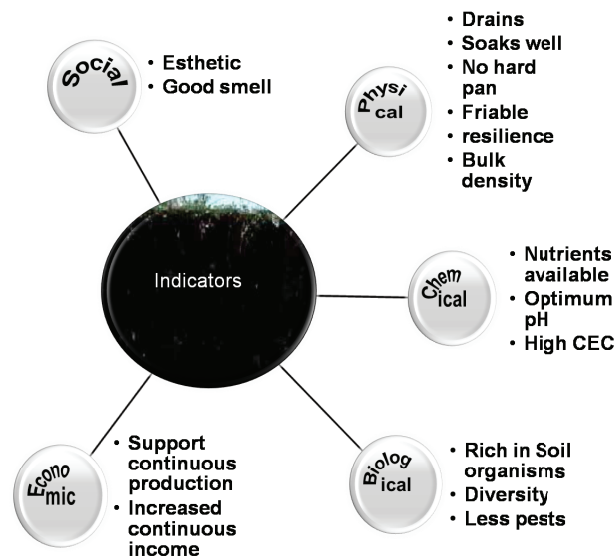 Social
• Esthetic
• Good smell
Physi
cal
• Drains
• Soaks well
• No hard
pan
• Friable
• resilience
• Bulk
density
Indicators
Chem
ical
• Nutrients
available
• Optimum
pH
• High CEC
Econo
mic
• Support
continuous
production
• Increased
continuous
income
Biolog
ical
• Rich in Soil
organisms
• Diversity
• Less pests